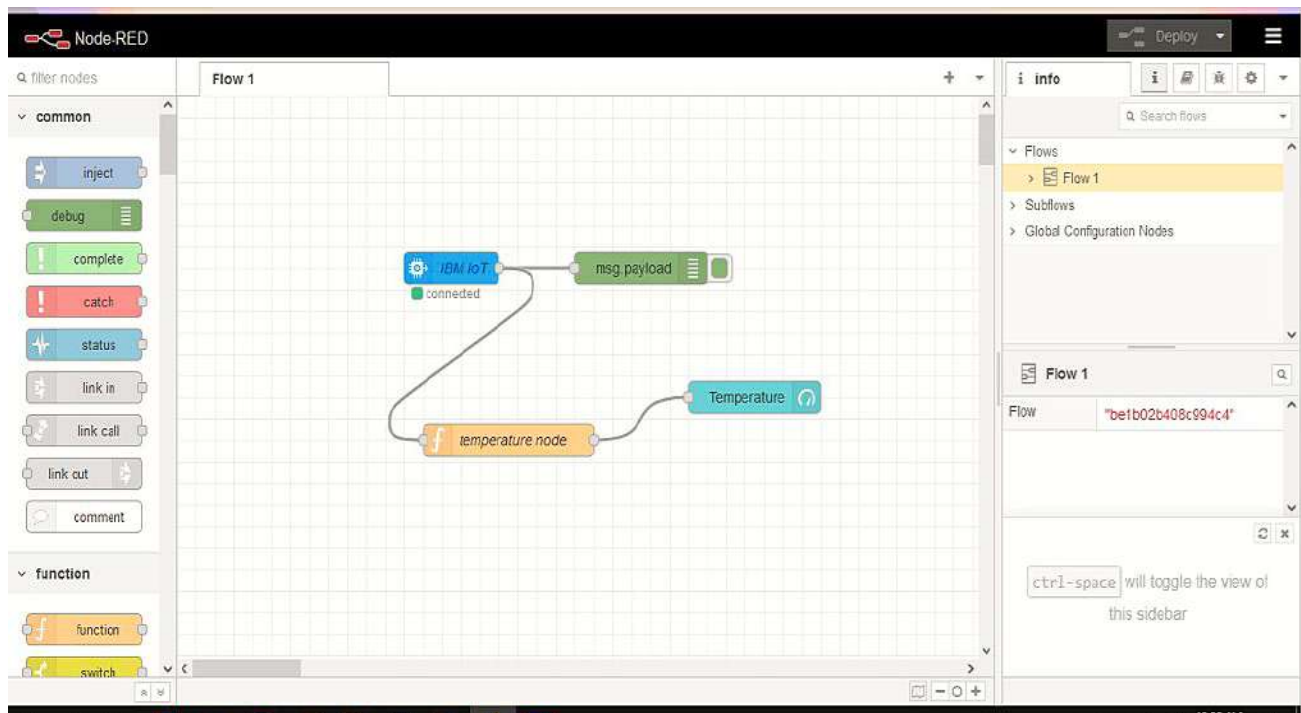 Node-RED
Deploy
filter nodes
Flow 1
info
i
common
Search flows
Flows
Flow 1
Subflows
Global Configuration Nodes
inject
debug
complete
catch
status
link in
link call
link out
comment
function
function
switch
IBM IoT
connected
msg.payload
Temperature
temperature node
Flow 1
Flow
"be1b02b408c994c4"
ctrl-space will toggle the view of
this sidebar